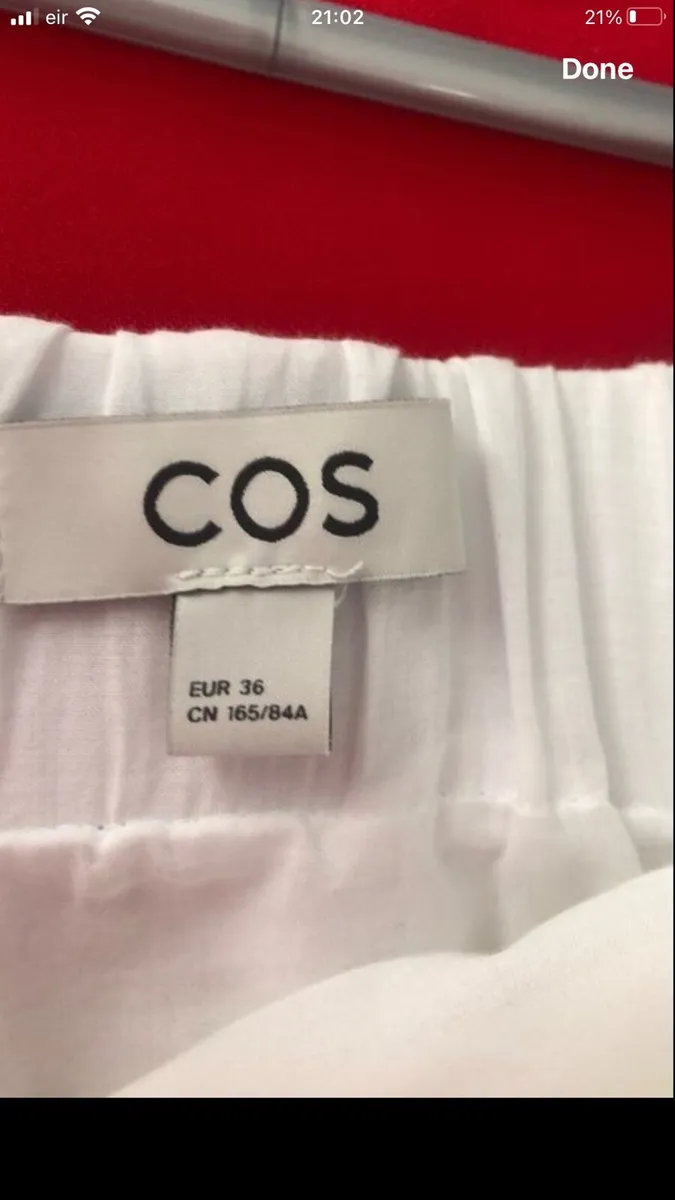 eir 21:02 21%
Done
COS
EUR 36
CN 165/84A